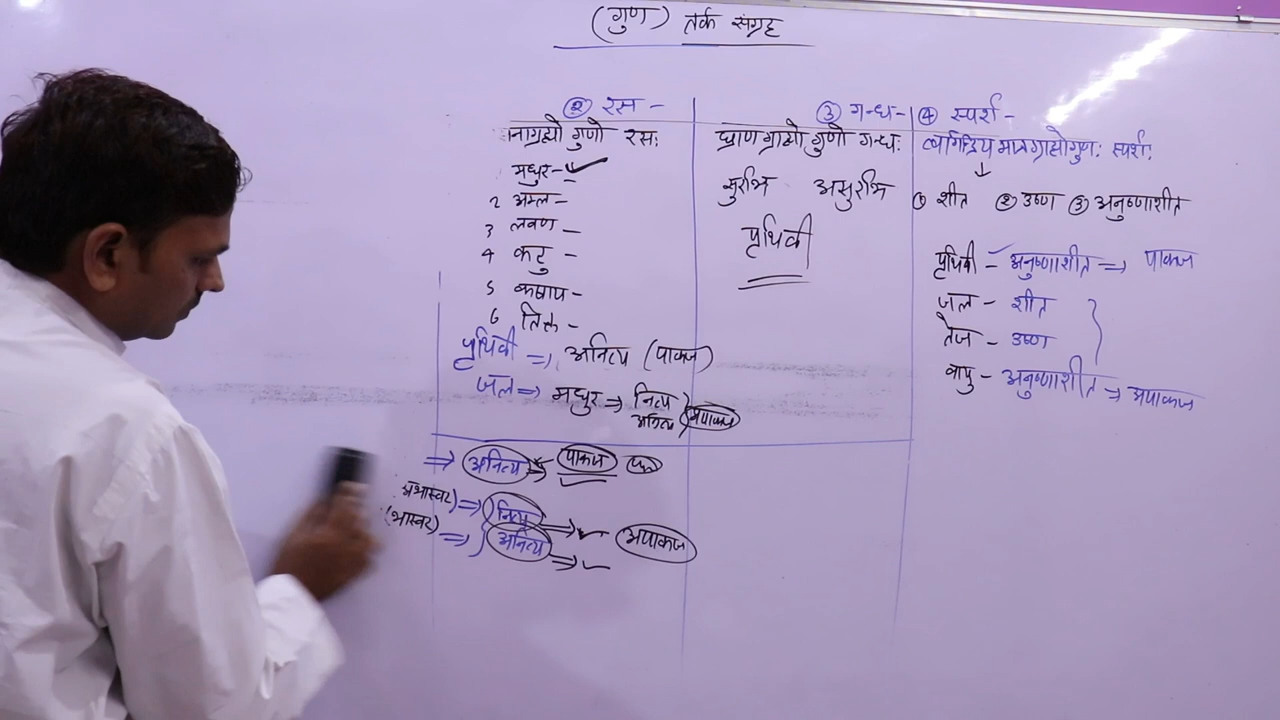 (गुण) तर्क संग्रह
② रस -
नाग्राह्यो गुणो रसः
मधुर-
2 अम्ल-
3 लवण -
4 कटु -
5 कषाय-
6 तिक्त-
पृथिवी ⇒ अनित्य (पाकज)
जल ⇒ मधुर ⇒ नित्य
अनित्य
अपाकज
⇒ अनित्य ⇒ पाकज
अभास्वर) ⇒ नित्य ⇒
(भास्वर) ⇒ अनित्य ⇒ अपाकज
③ गन्ध-
घ्राण ग्राह्यो गुणो गन्धः
सुरभि असुरभि
पृथिवी
④ स्पर्श -
त्वगिन्द्रियमात्रग्राह्योगुणः स्पर्शः
↓
① शीत ② उष्ण ③ अनुष्णाशीत
पृथिवी - अनुष्णाशीत ⇒ पाकज
जल - शीत
तेज - उष्ण
वायु - अनुष्णाशीत ⇒ अपाकज